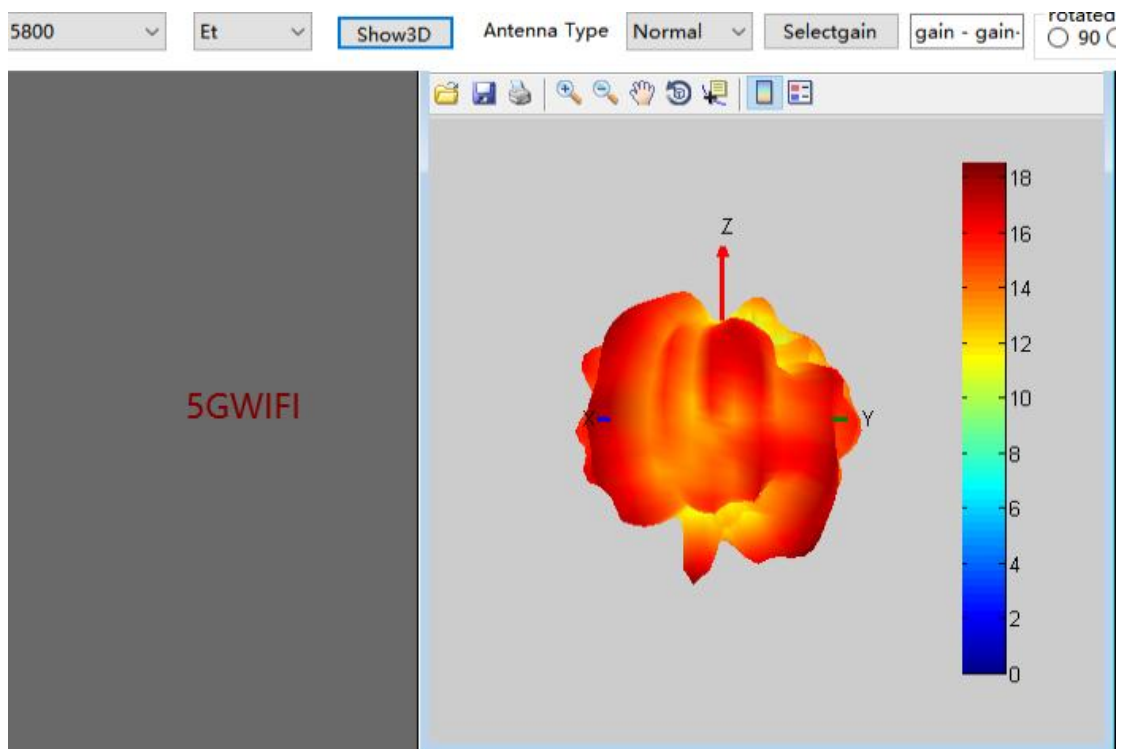 5800 Et Show3D Antenna Type Normal Selectgain gain - gain- rotated
90
5GWIFI
Z
X
Y
18
16
14
12
10
8
6
4
2
0